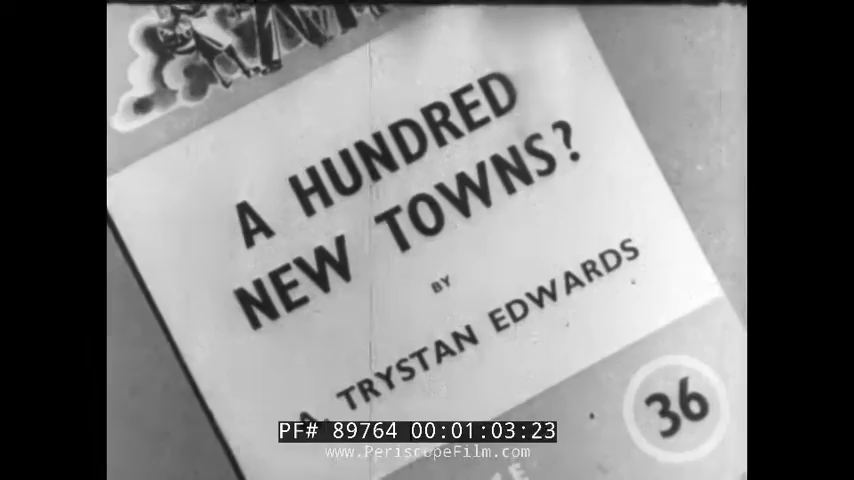 A HUNDRED
NEW TOWNS?
BY
A. TRYSTAN EDWARDS
36
PF# 89764 00:01:03:23
www.PeriscopeFilm.com